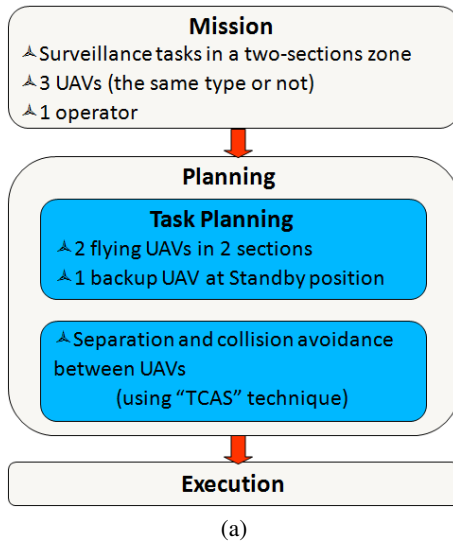 Mission
Surveillance tasks in a two-sections zone
3 UAVs (the same type or not)
1 operator
Planning
Task Planning
2 flying UAVs in 2 sections
1 backup UAV at Standby position
Separation and collision avoidance
between UAVs
(using “TCAS” technique)
Execution
(a)